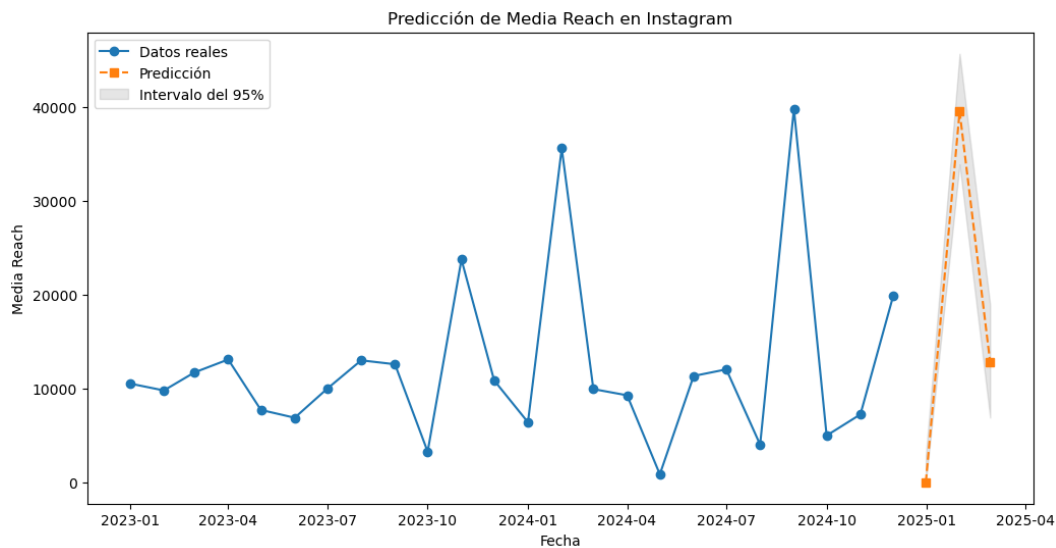 Predicción de Media Reach en Instagram
Datos reales
Predicción
Intervalo del 95%
Media Reach
40000
30000
20000
10000
0
2023-01 2023-04 2023-07 2023-10 2024-01 2024-04 2024-07 2024-10 2025-01 2025-04
Fecha